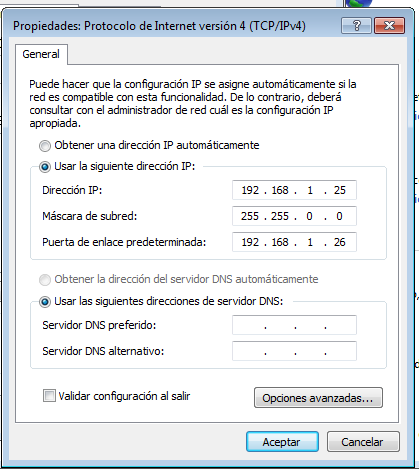 Propiedades: Protocolo de Internet versión 4 (TCP/IPv4)
General
Puede hacer que la configuración IP se asigne automáticamente si la
red es compatible con esta funcionalidad. De lo contrario, deberá
consultar con el administrador de red cuál es la configuración IP
apropiada.
Obtener una dirección IP automáticamente
Usar la siguiente dirección IP:
Dirección IP: 192 . 168 . 1 . 25
Máscara de subred: 255 . 255 . 0 . 0
Puerta de enlace predeterminada: 192 . 168 . 1 . 26
Obtener la dirección del servidor DNS automáticamente
Usar las siguientes direcciones de servidor DNS:
Servidor DNS preferido: . . .
Servidor DNS alternativo: . . .
Validar configuración al salir
Opciones avanzadas...
Aceptar Cancelar